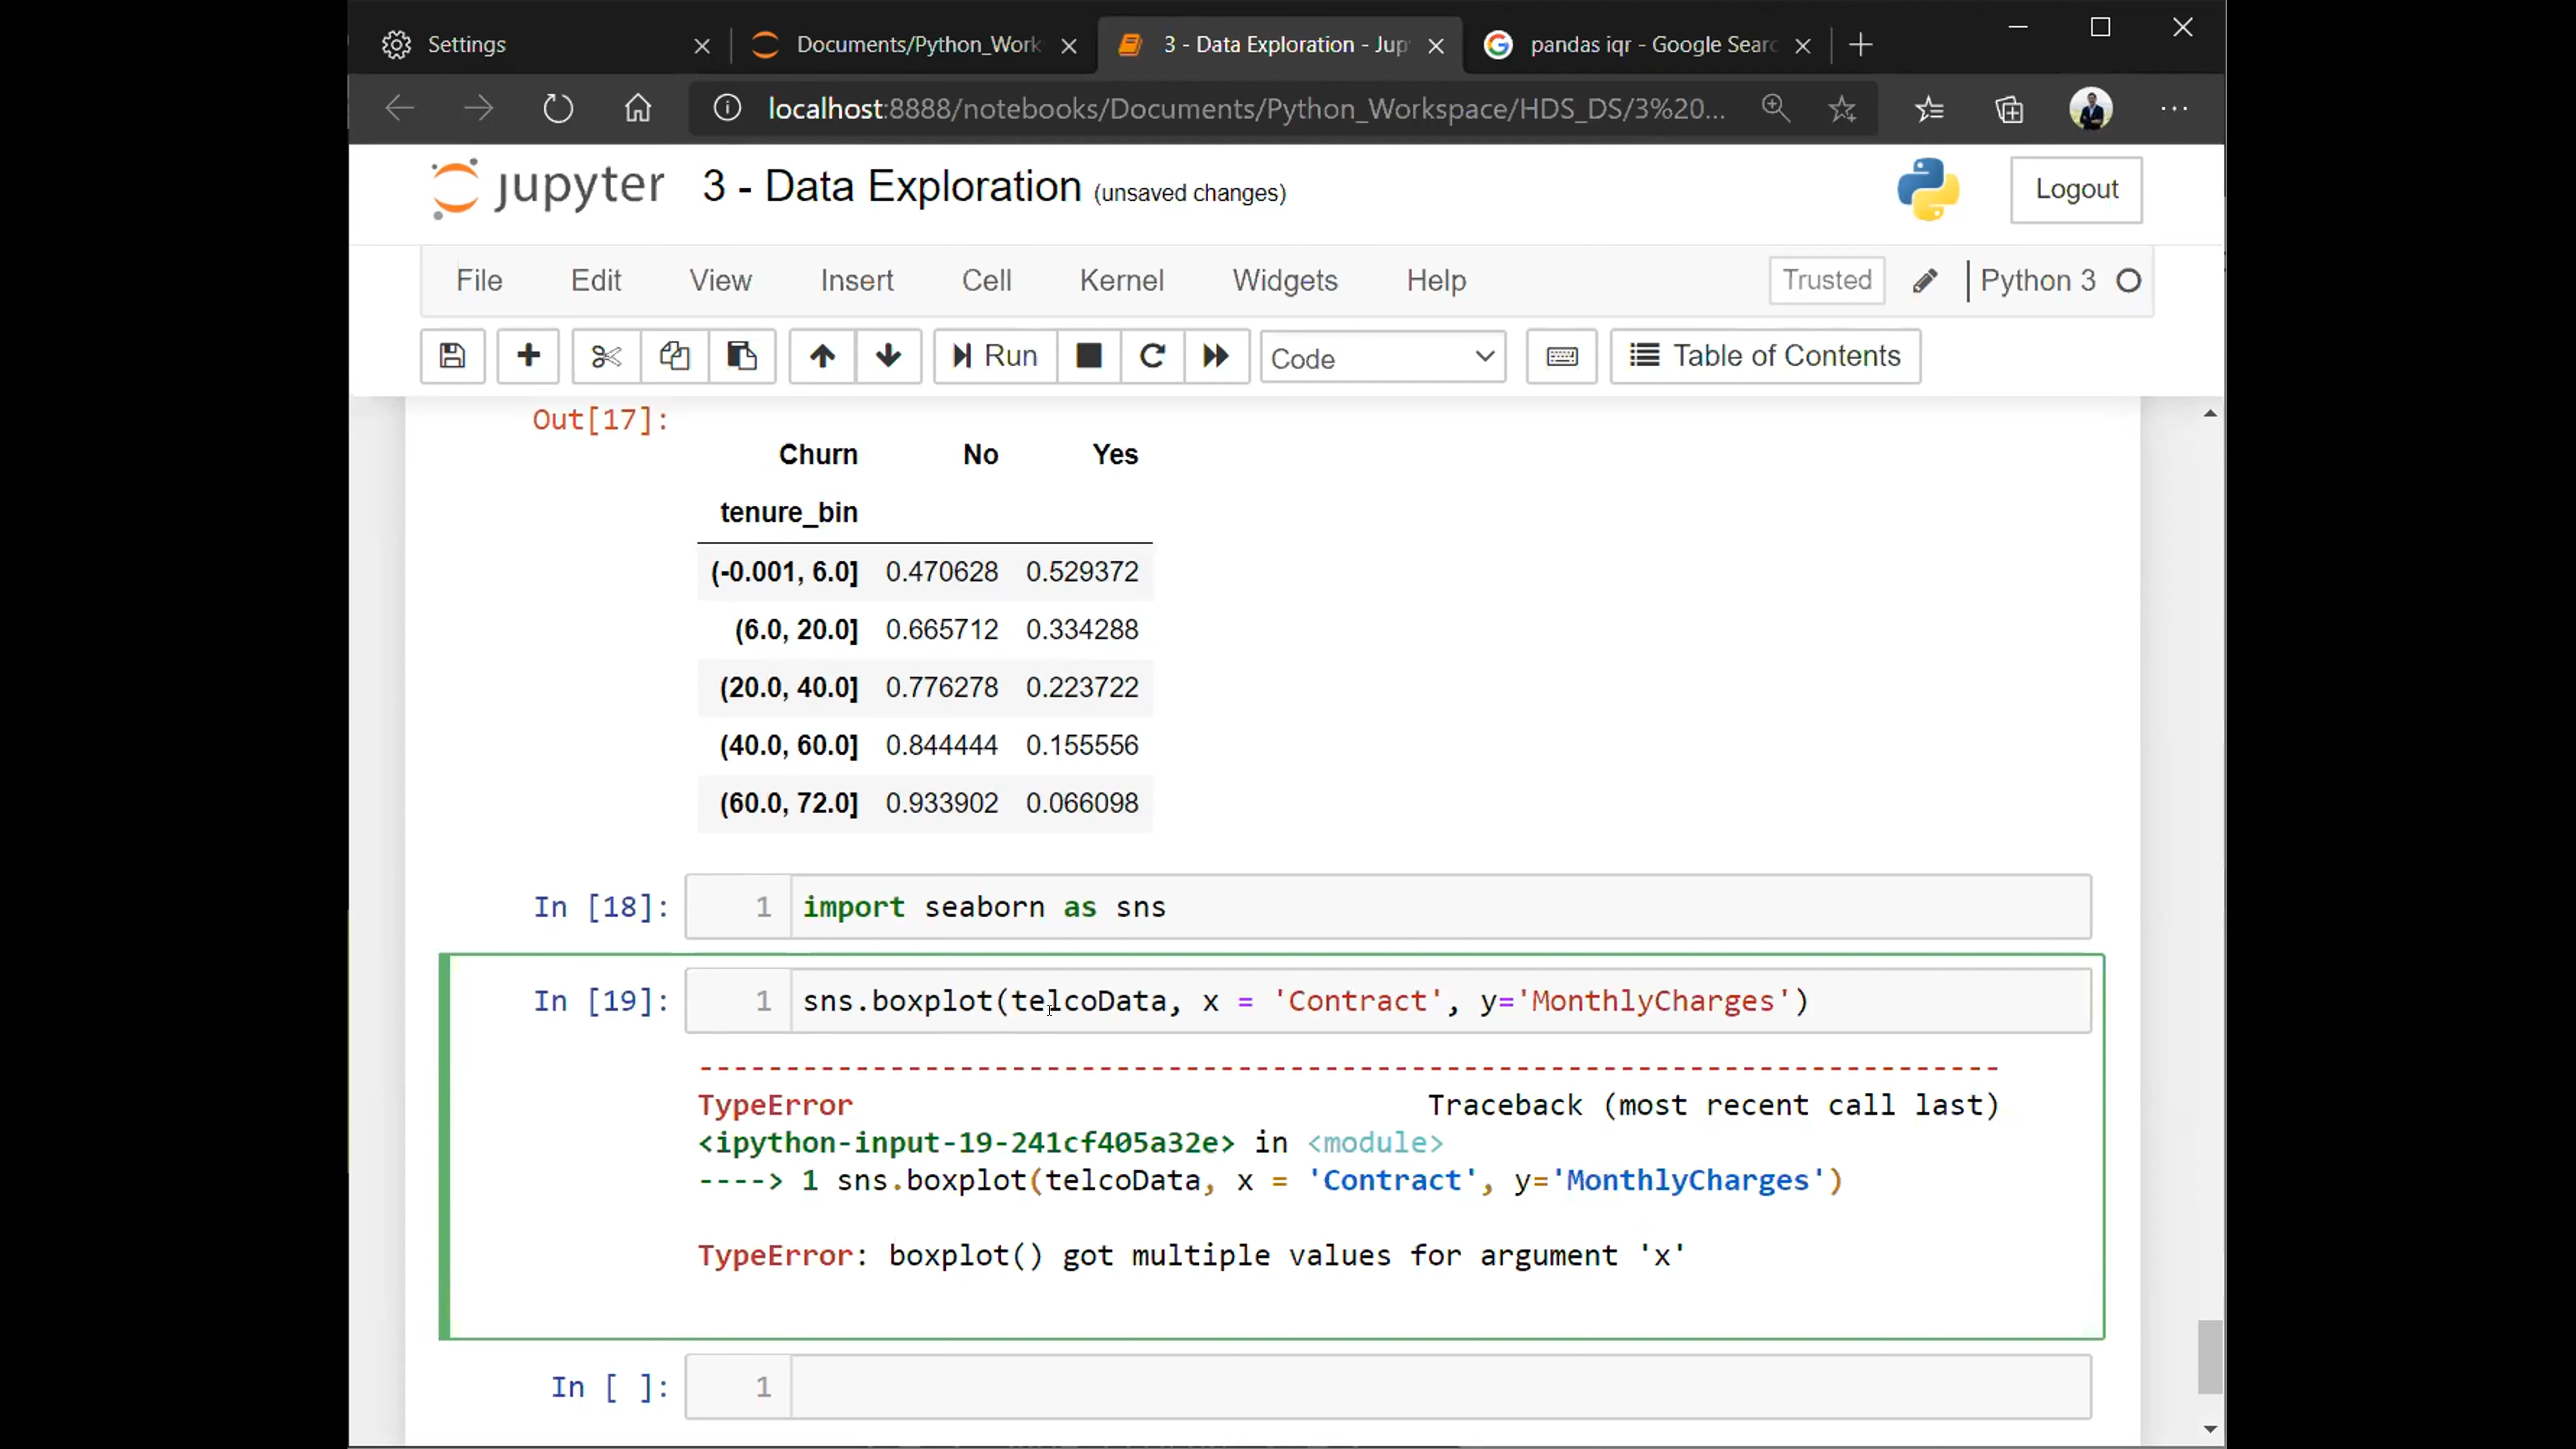 Settings
Documents/Python_Work
3 - Data Exploration - Jup
pandas iqr - Google Searc
localhost:8888/notebooks/Documents/Python_Workspace/HDS_DS/3%20...
jupyter 3 - Data Exploration (unsaved changes)
Logout
File Edit View Insert Cell Kernel Widgets Help Trusted Python 3
Run Code Table of Contents
Out[17]:
Churn No Yes
tenure_bin
(-0.001, 6.0] 0.470628 0.529372
(6.0, 20.0] 0.665712 0.334288
(20.0, 40.0] 0.776278 0.223722
(40.0, 60.0] 0.844444 0.155556
(60.0, 72.0] 0.933902 0.066098
In [18]: 1 import seaborn as sns
In [19]: 1 sns.boxplot(telcoData, x = 'Contract', y='MonthlyCharges')
---------------------------------------------------------------------------
TypeError Traceback (most recent call last)
<ipython-input-19-241cf405a32e> in <module>
----> 1 sns.boxplot(telcoData, x = 'Contract', y='MonthlyCharges')
TypeError: boxplot() got multiple values for argument 'x'
In [ ]: 1